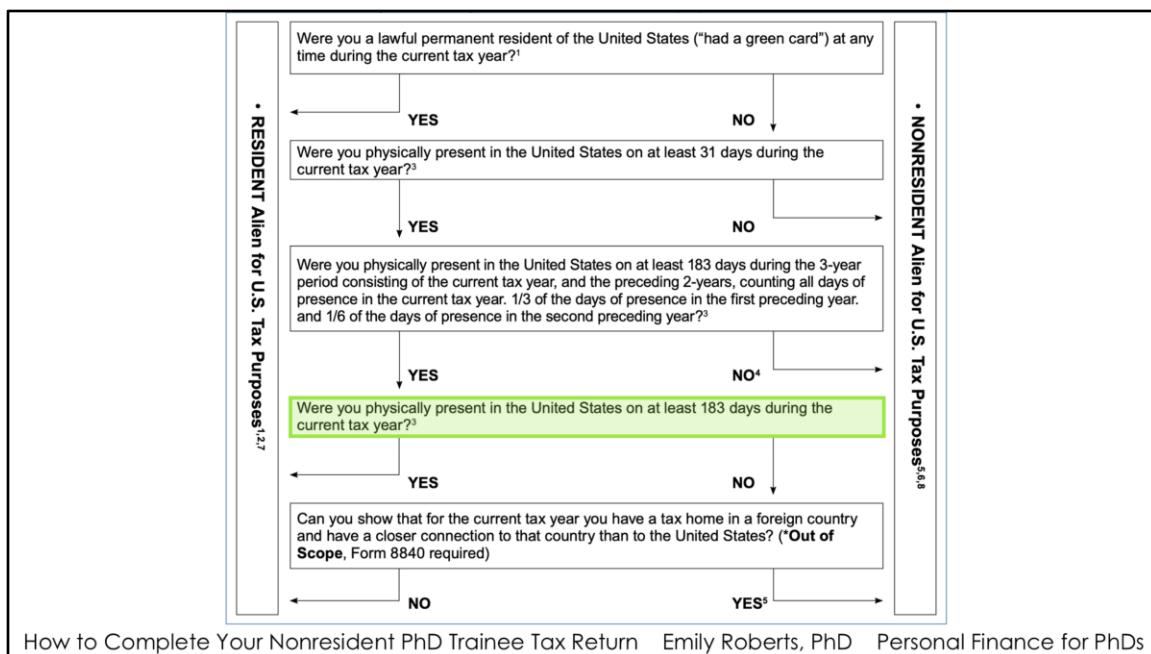 Were you a lawful permanent resident of the United States (“had a green card”) at any
time during the current tax year?¹
YES
NO
Were you physically present in the United States on at least 31 days during the
current tax year?³
YES
NO
Were you physically present in the United States on at least 183 days during the 3-year
period consisting of the current tax year, and the preceding 2-years, counting all days of
presence in the current tax year. 1/3 of the days of presence in the first preceding year.
and 1/6 of the days of presence in the second preceding year?³
YES
NO⁴
Were you physically present in the United States on at least 183 days during the
current tax year?³
YES
NO
Can you show that for the current tax year you have a tax home in a foreign country
and have a closer connection to that country than to the United States? (*Out of
Scope, Form 8840 required)
NO
YES⁵
• RESIDENT Alien for U.S. Tax Purposes¹,²,⁷
• NONRESIDENT Alien for U.S. Tax Purposes⁵,⁶,⁸
How to Complete Your Nonresident PhD Trainee Tax Return Emily Roberts, PhD Personal Finance for PhDs